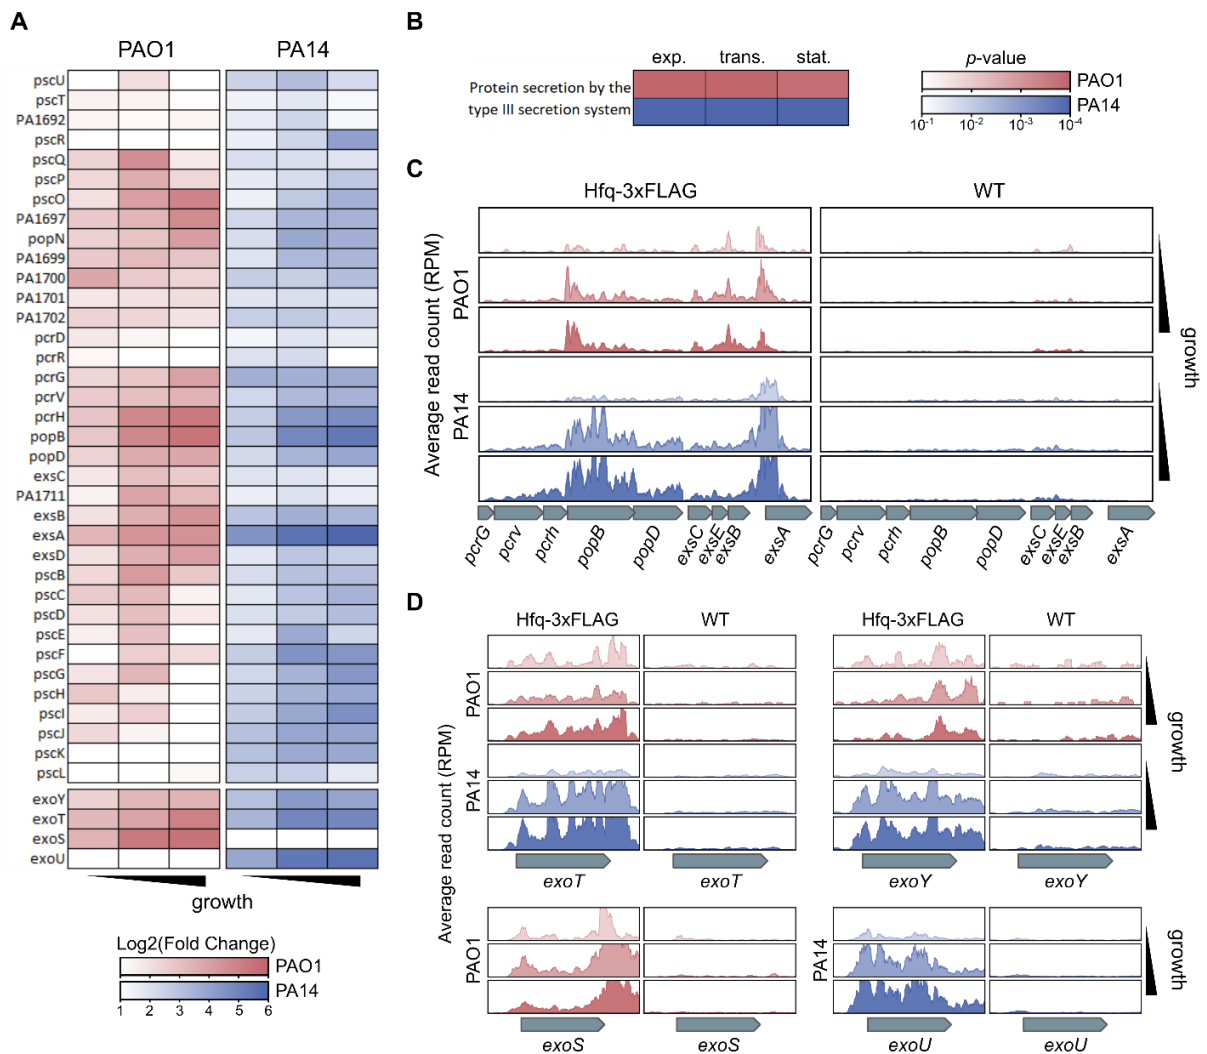 A
PAO1 PA14
pscU
pscT
PA1692
pscR
pscQ
pscP
pscO
PA1697
popN
PA1699
PA1700
PA1701
PA1702
pcrD
pcrR
pcrG
pcrV
pcrH
popB
popD
exsC
PA1711
exsB
exsA
exsD
pscB
pscC
pscD
pscE
pscF
pscG
pscH
pscI
pscJ
pscK
pscL
exoY
exoT
exoS
exoU
growth
Log2(Fold Change)
PAO1
PA14
1 2 3 4 5 6
B
exp. trans. stat.
Protein secretion by the
type III secretion system
p-value
PAO1
PA14
10-1 10-2 10-3 10-4
C
Hfq-3xFLAG WT
Average read count (RPM)
PAO1
PA14
growth
pcrG pcrv pcrh popB popD exsC exsE exsB exsA
pcrG pcrv pcrh popB popD exsC exsE exsB exsA
D
Hfq-3xFLAG WT Hfq-3xFLAG WT
Average read count (RPM)
PAO1
PA14
growth
exoT exoT exoY exoY
PAO1
PA14
growth
exoS exoS exoU exoU